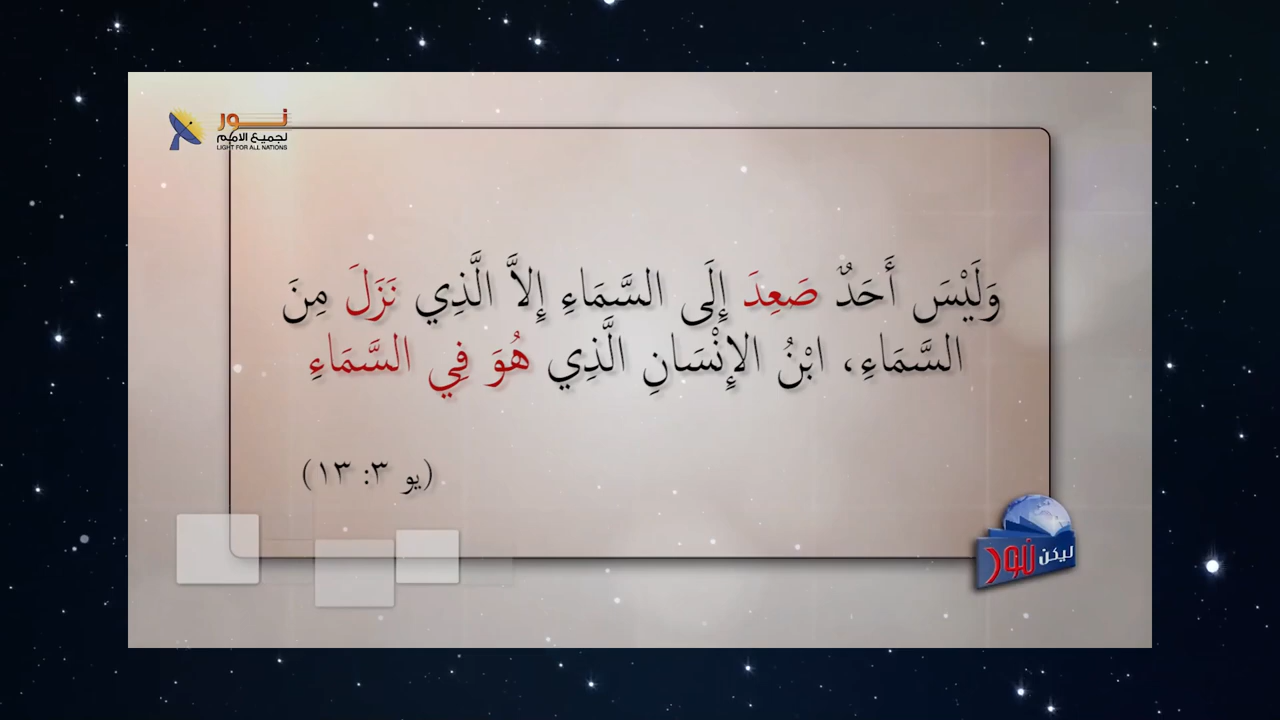 نور
لجميع الامم
LIGHT FOR ALL NATIONS
وَلَيْسَ أَحَدٌ صَعِدَ إِلَى السَّمَاءِ إِلاَّ الَّذِي نَزَلَ مِنَ
السَّمَاءِ، ابْنُ الإِنْسَانِ الَّذِي هُوَ فِي السَّمَاءِ
(يو ٣: ١٣)
ليكن نور